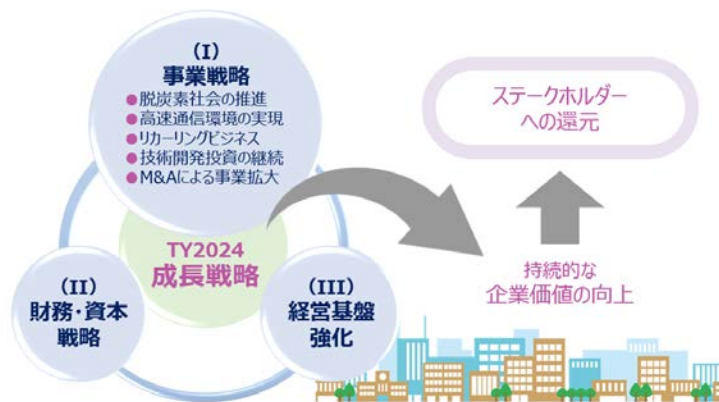 (I)
事業戦略
●脱炭素社会の推進
●高速通信環境の実現
●リカーリングビジネス
●技術開発投資の継続
●M&Aによる事業拡大
TY2024
成長戦略
(II)
財務・資本
戦略
(III)
経営基盤
強化
ステークホルダー
への還元
持続的な
企業価値の向上